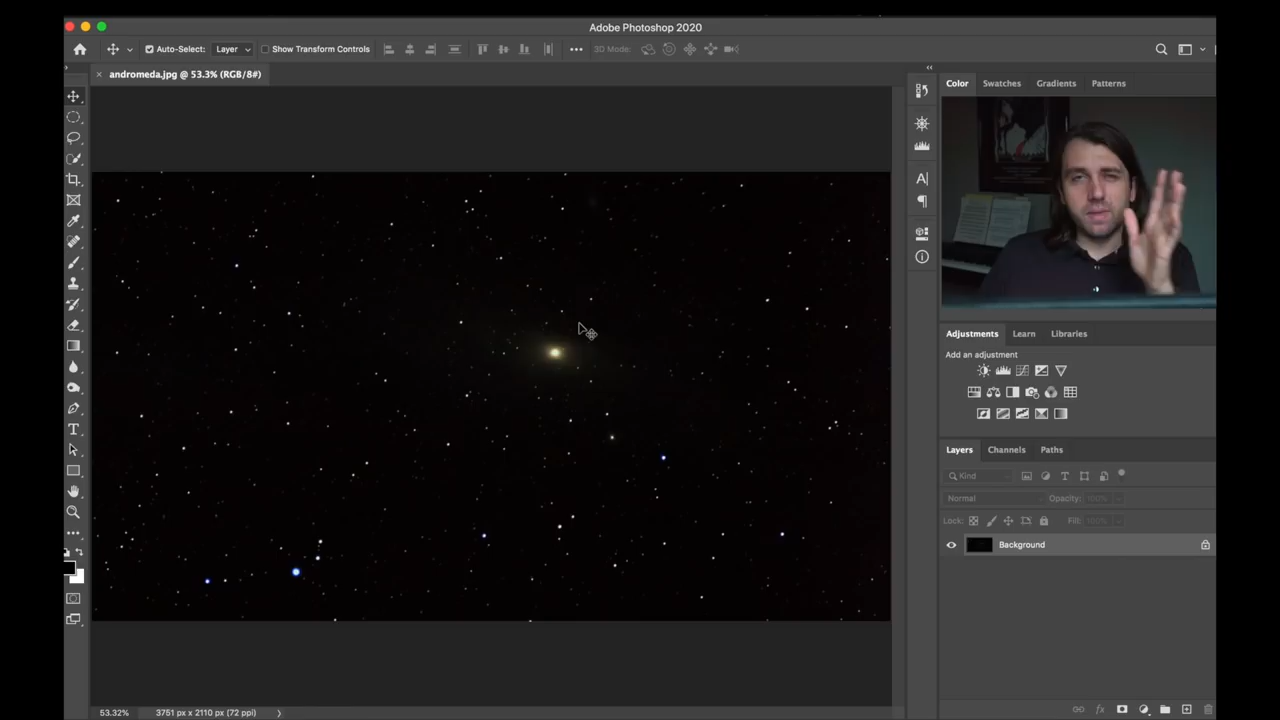 Adobe Photoshop 2020
Auto-Select: Layer Show Transform Controls 3D Mode:
andromeda.jpg @ 53.3% (RGB/8#)
Color Swatches Gradients Patterns
Adjustments Learn Libraries
Add an adjustment
Layers Channels Paths
Kind
Normal Opacity: 100%
Lock: Fill: 100%
Background
53.32% 3751 px x 2110 px (72 ppi)